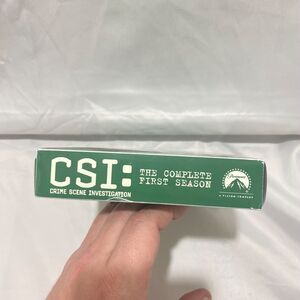 CSI:
CRIME SCENE INVESTIGATION
THE COMPLETE
FIRST SEASON